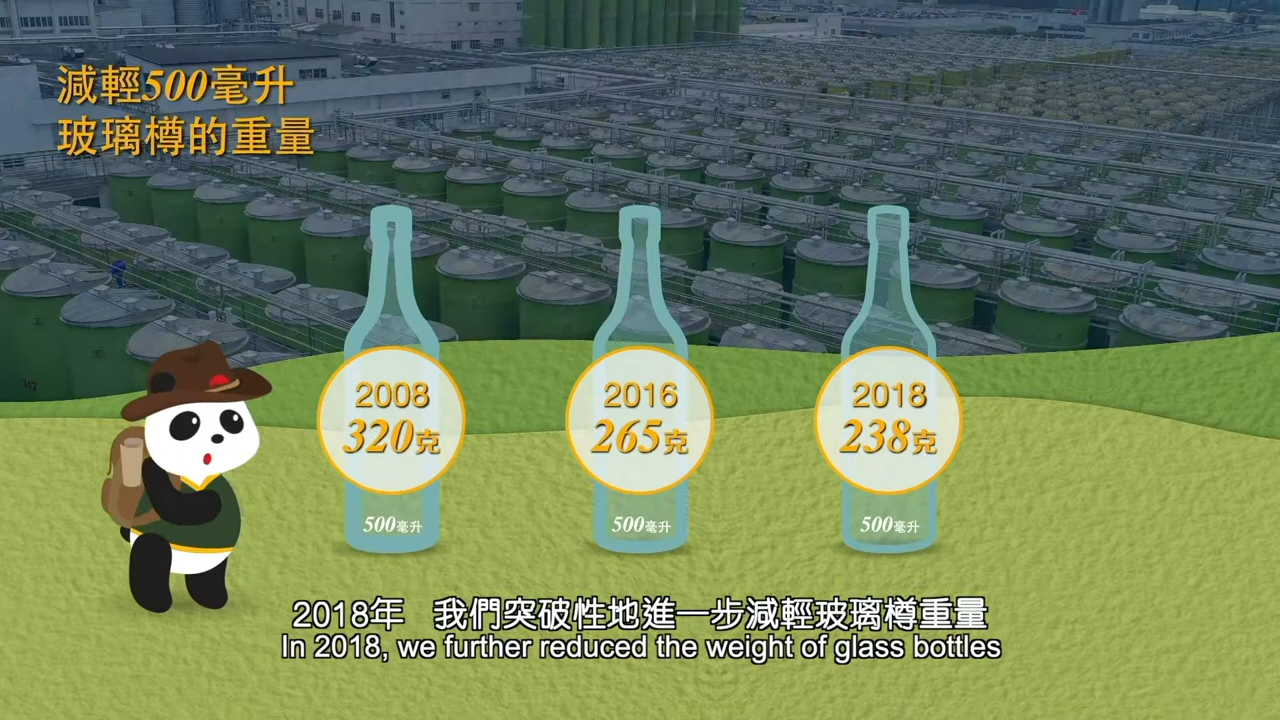 減輕500毫升
玻璃樽的重量
2008
320克
500毫升
2016
265克
500毫升
2018
238克
500毫升
2018年 我們突破性地進一步減輕玻璃樽重量
In 2018, we further reduced the weight of glass bottles